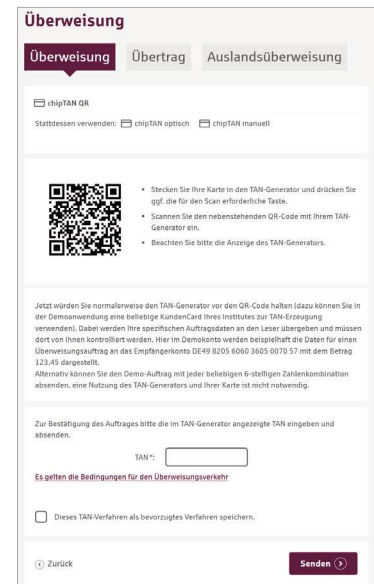 Überweisung
Überweisung Übertrag Auslandsüberweisung
chipTAN QR
Stattdessen verwenden: chipTAN optisch chipTAN manuell
• Stecken Sie Ihre Karte in den TAN-Generator und drücken Sie
ggf. die für den Scan erforderliche Taste.
• Scannen Sie den nebenstehenden QR-Code mit Ihrem TAN-
Generator ein.
• Beachten Sie bitte die Anzeige des TAN-Generators.
Jetzt würden Sie normalerweise den TAN-Generator vor den QR-Code halten (dazu können Sie in
der Demoanwendung eine beliebige KundenCard Ihres Institutes zur TAN-Erzeugung
verwenden). Dabei werden Ihre spezifischen Auftragsdaten an den Leser übergeben und müssen
dort von Ihnen kontrolliert werden. Hier im Demokonto werden beispielhaft die Daten für einen
Überweisungsauftrag an das Empfängerkonto DE49 8205 6060 3605 0070 57 mit dem Betrag
123,45 dargestellt.
Alternativ können Sie den Demo-Auftrag mit jeder beliebigen 6-stelligen Zahlenkombination
absenden, eine Nutzung des TAN-Generators und Ihrer Karte ist nicht notwendig.
Zur Bestätigung des Auftrages bitte die im TAN-Generator angezeigte TAN eingeben und
absenden.
TAN*:
Es gelten die Bedingungen für den Überweisungsverkehr
Dieses TAN-Verfahren als bevorzugtes Verfahren speichern.
Zurück Senden